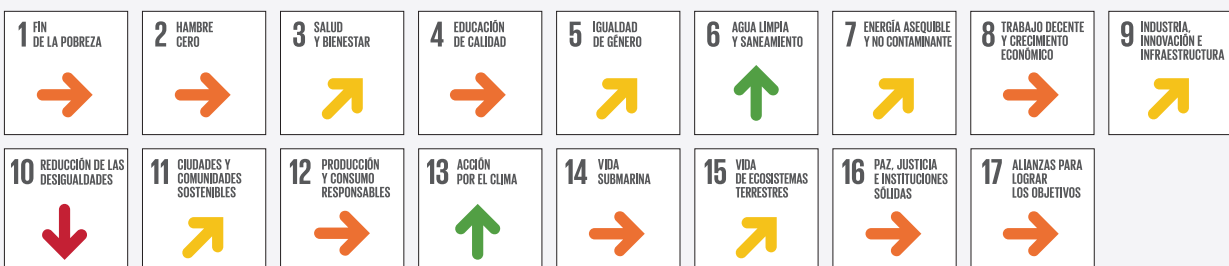 1 FIN
DE LA POBREZA
2 HAMBRE
CERO
3 SALUD
Y BIENESTAR
4 EDUCACIÓN
DE CALIDAD
5 IGUALDAD
DE GÉNERO
6 AGUA LIMPIA
Y SANEAMIENTO
7 ENERGÍA ASEQUIBLE
Y NO CONTAMINANTE
8 TRABAJO DECENTE
Y CRECIMIENTO
ECONÓMICO
9 INDUSTRIA,
INNOVACIÓN E
INFRAESTRUCTURA
10 REDUCCIÓN DE LAS
DESIGUALDADES
11 CIUDADES Y
COMUNIDADES
SOSTENIBLES
12 PRODUCCIÓN
Y CONSUMO
RESPONSABLES
13 ACCIÓN
POR EL CLIMA
14 VIDA
SUBMARINA
15 VIDA
DE ECOSISTEMAS
TERRESTRES
16 PAZ, JUSTICIA
E INSTITUCIONES
SÓLIDAS
17 ALIANZAS PARA
LOGRAR
LOS OBJETIVOS